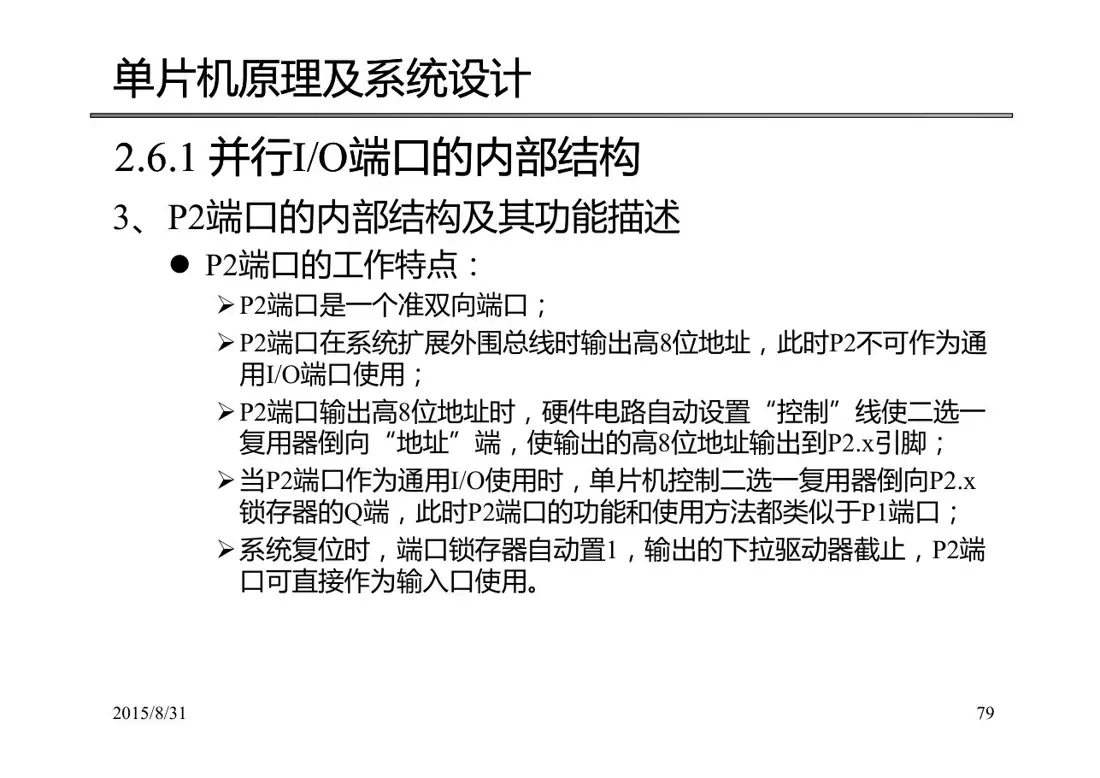 单片机原理及系统设计
2.6.1 并行I/O端口的内部结构
3、P2端口的内部结构及其功能描述
● P2端口的工作特点：
➢P2端口是一个准双向端口；
➢P2端口在系统扩展外围总线时输出高8位地址，此时P2不可作为通
用I/O端口使用；
➢P2端口输出高8位地址时，硬件电路自动设置“控制”线使二选一
复用器倒向“地址”端，使输出的高8位地址输出到P2.x引脚；
➢当P2端口作为通用I/O使用时，单片机控制二选一复用器倒向P2.x
锁存器的Q端，此时P2端口的功能和使用方法都类似于P1端口；
➢系统复位时，端口锁存器自动置1，输出的下拉驱动器截止，P2端
口可直接作为输入口使用。
2015/8/31
79